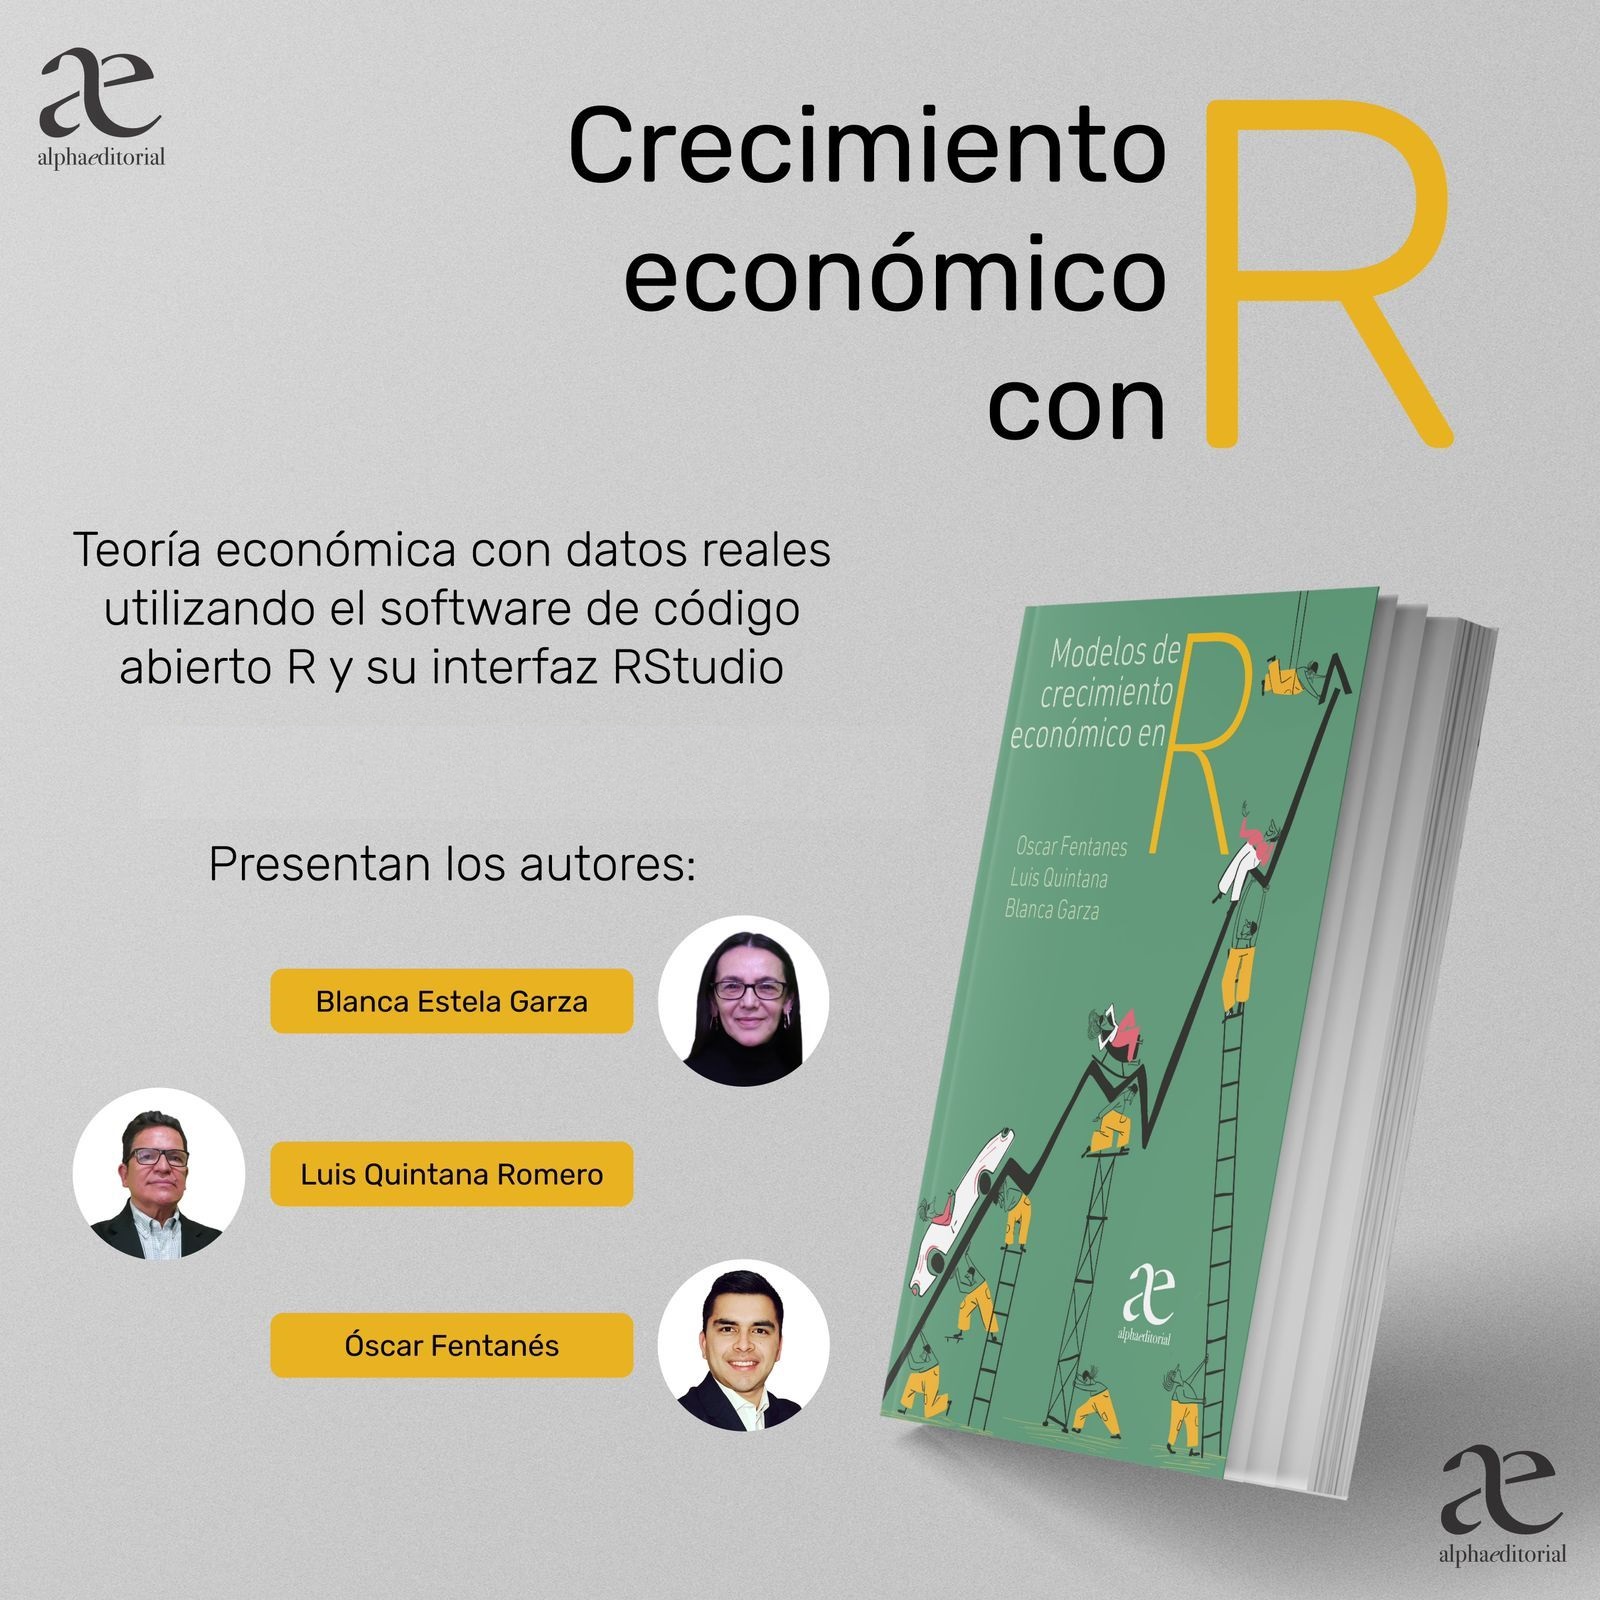 æ
alphaeditorial
Crecimiento
económico
con
R
Teoría económica con datos reales
utilizando el software de código
abierto R y su interfaz RStudio
Presentan los autores:
Blanca Estela Garza
Luis Quintana Romero
Óscar Fentanés
Modelos de
crecimiento
económico en
R
Oscar Fentanes
Luis Quintana
Blanca Garza
æ
alphaeditorial
æ
alphaeditorial